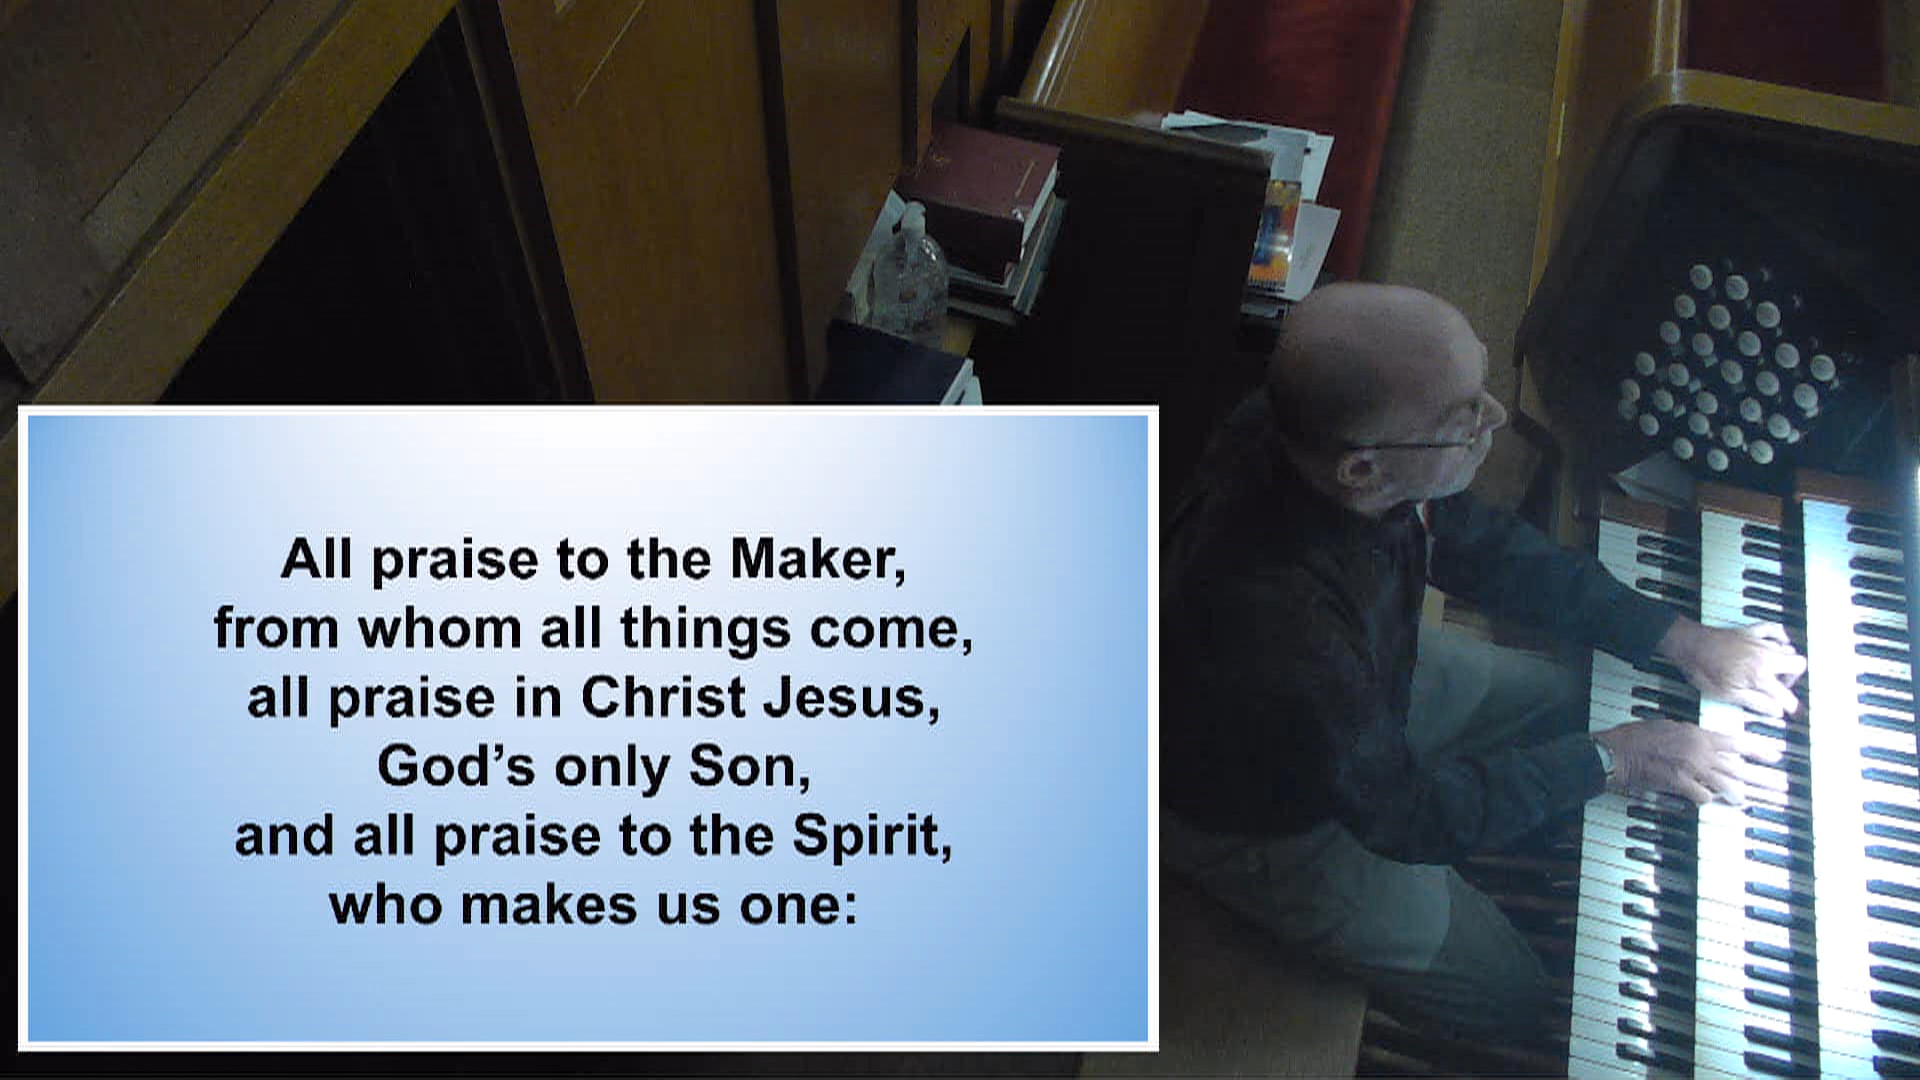 All praise to the Maker,
from whom all things come,
all praise in Christ Jesus,
God’s only Son,
and all praise to the Spirit,
who makes us one: